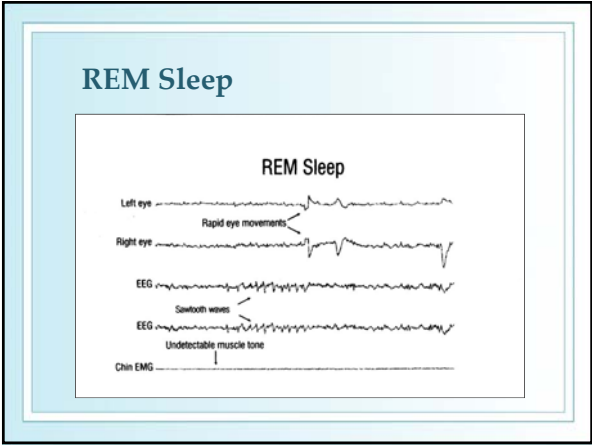 REM Sleep
REM Sleep
Left eye
Rapid eye movements
Right eye
EEG
Sawtooth waves
EEG
Undetectable muscle tone
Chin EMG